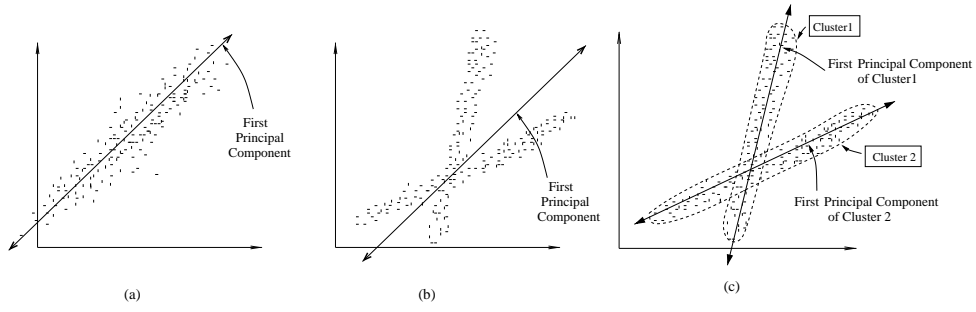 First
Principal
Component
(a)
First
Principal
Component
(b)
Cluster1
First Principal Component
of Cluster1
Cluster 2
First Principal Component
of Cluster 2
(c)